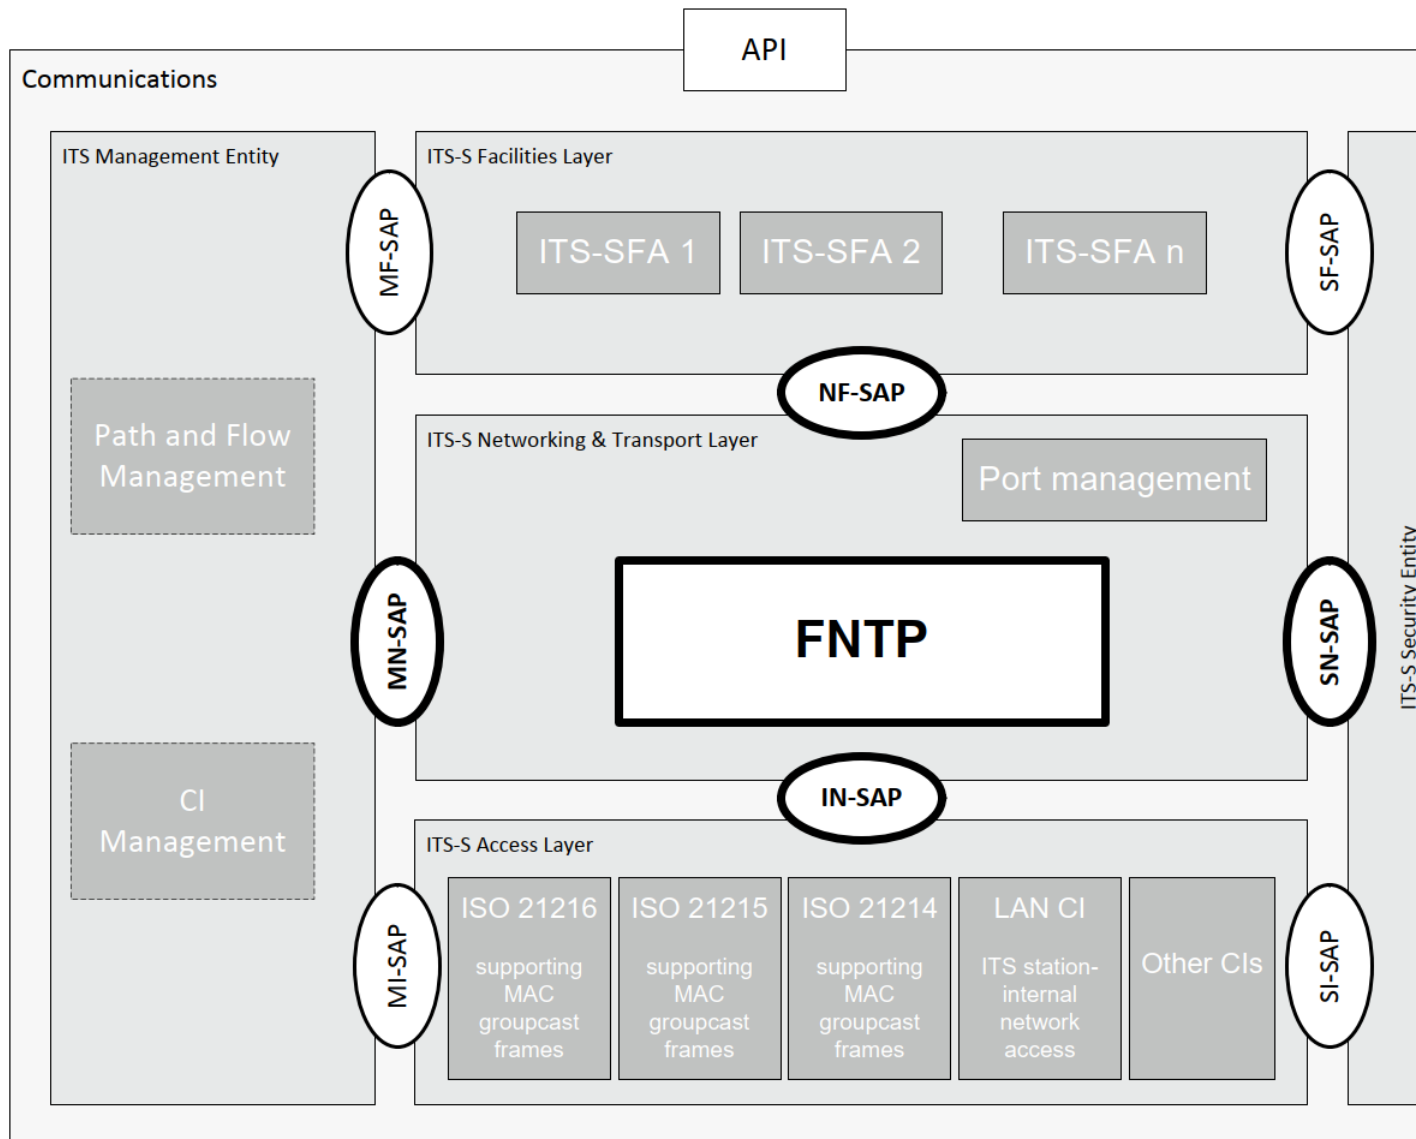 API
Communications
ITS Management Entity
ITS-S Facilities Layer
MF-SAP
ITS-SFA 1
ITS-SFA 2
ITS-SFA n
SF-SAP
NF-SAP
Path and Flow
Management
ITS-S Networking & Transport Layer
Port management
MN-SAP
FNTP
SN-SAP
ITS-S Security Entity
IN-SAP
CI
Management
ITS-S Access Layer
MI-SAP
ISO 21216
supporting
MAC
groupcast
frames
ISO 21215
supporting
MAC
groupcast
frames
ISO 21214
supporting
MAC
groupcast
frames
LAN CI
ITS station-
internal
network
access
Other CIs
SI-SAP